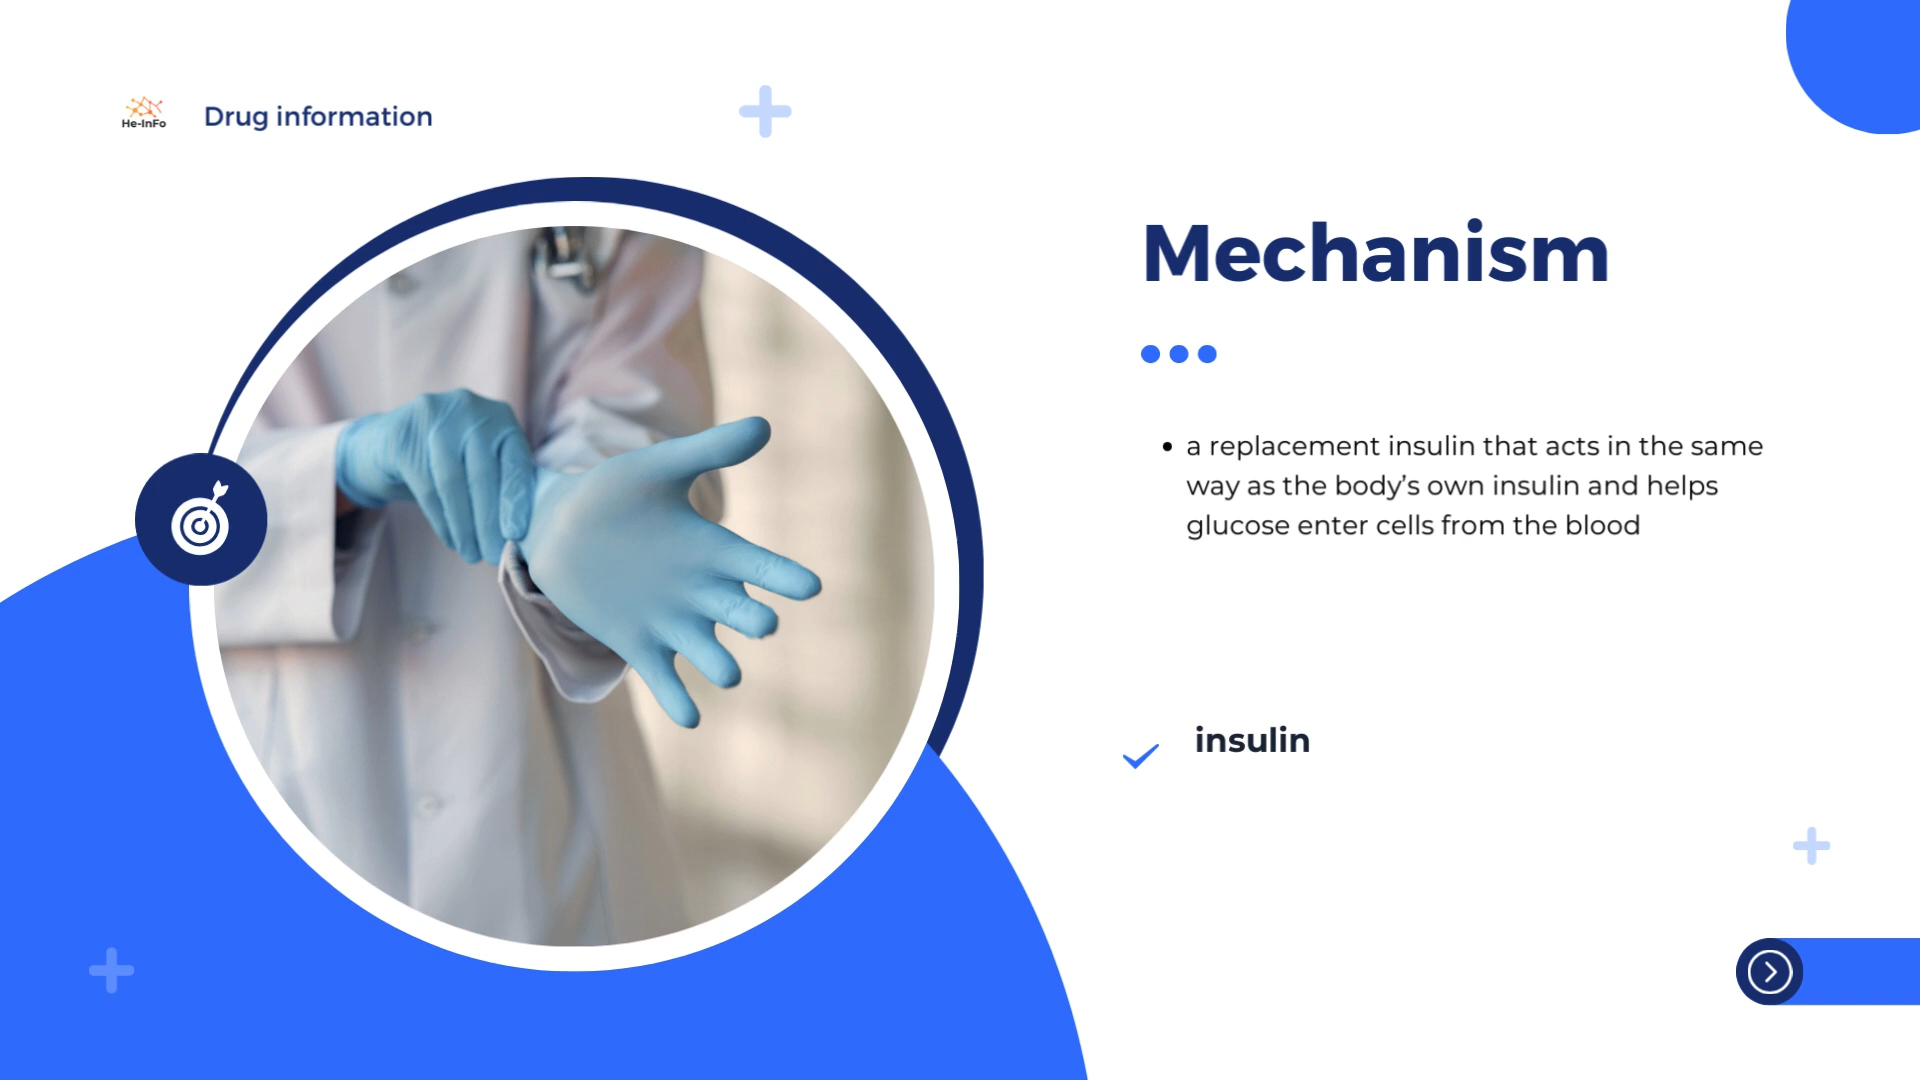 He-InFo
Drug information
Mechanism
a replacement insulin that acts in the same
way as the body’s own insulin and helps
glucose enter cells from the blood
insulin